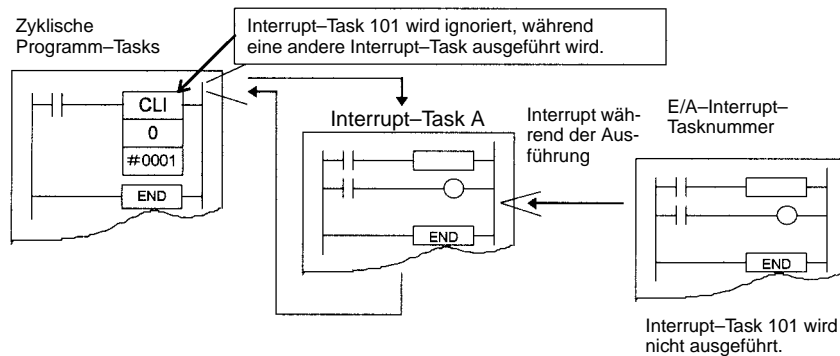 Zyklische
Programm–Tasks
Interrupt–Task 101 wird ignoriert, während
eine andere Interrupt–Task ausgeführt wird.
CLI
0
#0001
END
Interrupt–Task A
END
Interrupt wäh-
rend der Aus-
führung
E/A–Interrupt–
Tasknummer
END
Interrupt–Task 101 wird
nicht ausgeführt.